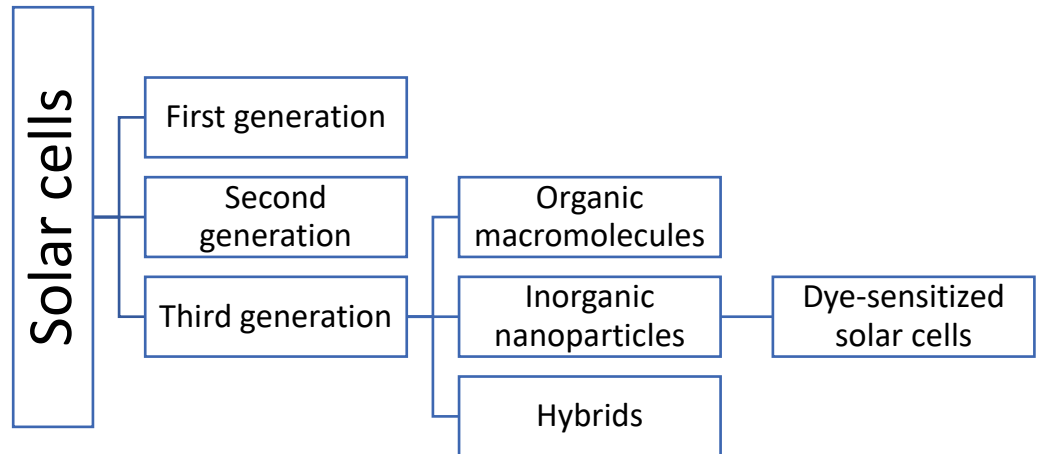 Solar cells
First generation
Second
generation
Third generation
Organic
macromolecules
Inorganic
nanoparticles
Hybrids
Dye-sensitized
solar cells